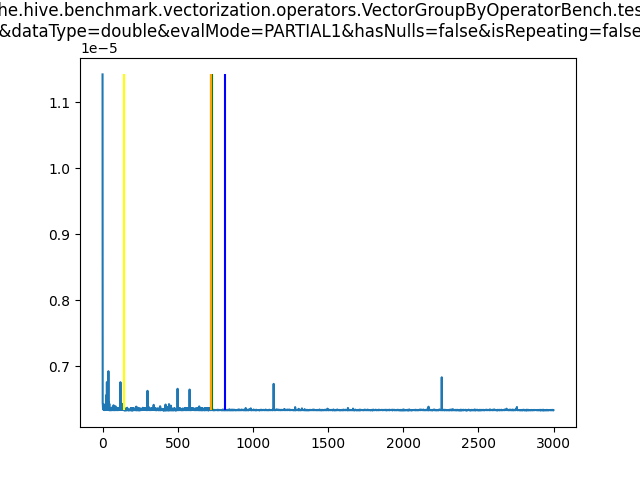 he.hive.benchmark.vectorization.operators.VectorGroupByOperatorBench.tes
&dataType=double&evalMode=PARTIAL1&hasNulls=false&isRepeating=false
1e−5
1.1
1.0
0.9
0.8
0.7
0 500 1000 1500 2000 2500 3000